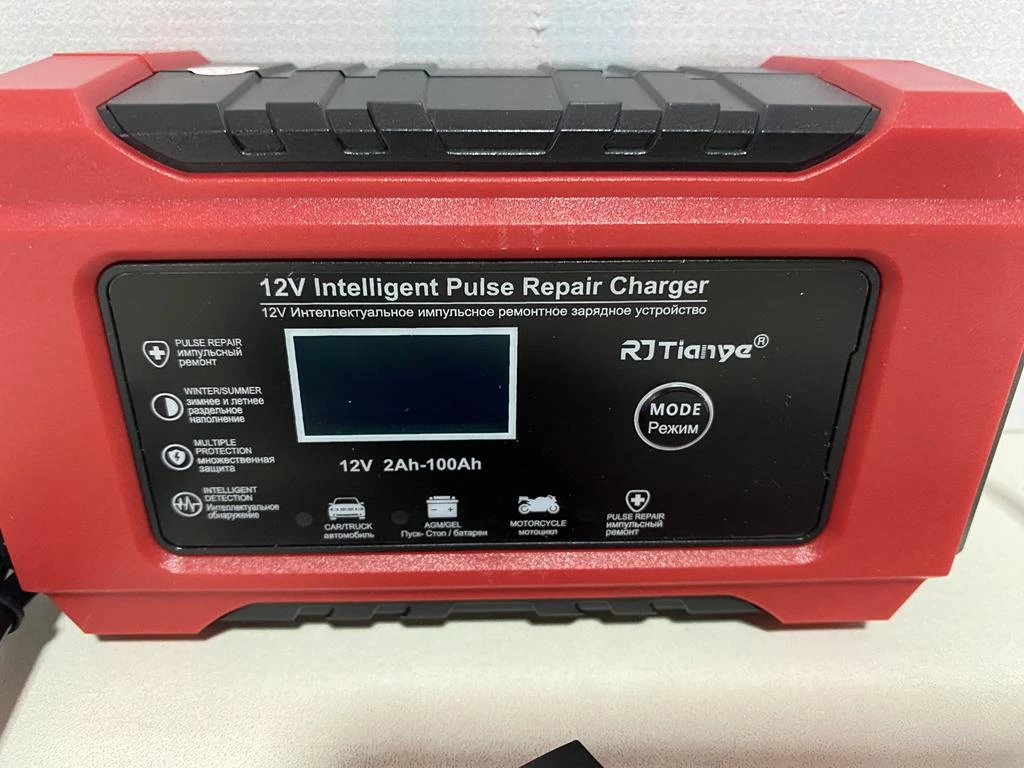 12V Intelligent Pulse Repair Charger
12V Интеллектуальное импульсное ремонтное зарядное устройство
PULSE REPAIR
импульсный
ремонт
WINTER/SUMMER
зимнее и летнее
раздельное
наполнение
MULTIPLE
PROTECTION
множественная
защита
INTELLIGENT
DETECTION
Интеллектуальное
обнаружение
RJTianye®
MODE
Режим
12V 2Ah-100Ah
CAR/TRUCK
автомобиль
AGM/GEL
Пуск- Стоп / батареи
MOTORCYCLE
мотоцикл
PULSE REPAIR
импульсный
ремонт